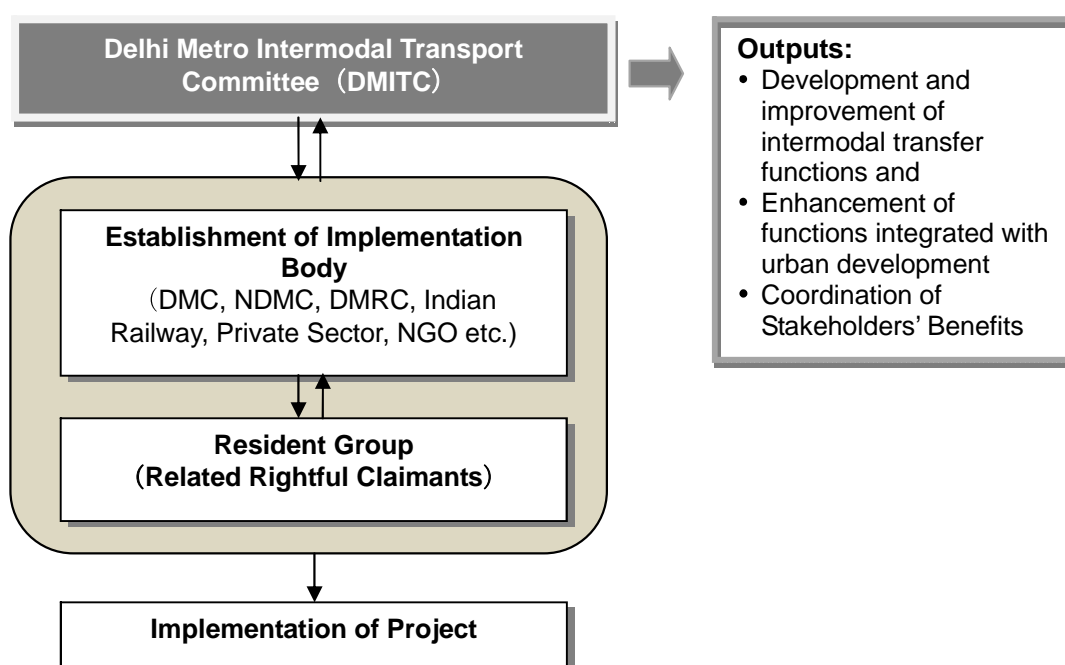 Delhi Metro Intermodal Transport
Committee（DMITC）
Outputs:
• Development and
improvement of
intermodal transfer
functions and
• Enhancement of
functions integrated with
urban development
• Coordination of
Stakeholders’ Benefits
Establishment of Implementation
Body
（DMC, NDMC, DMRC, Indian
Railway, Private Sector, NGO etc.)
Resident Group
(Related Rightful Claimants）
Implementation of Project